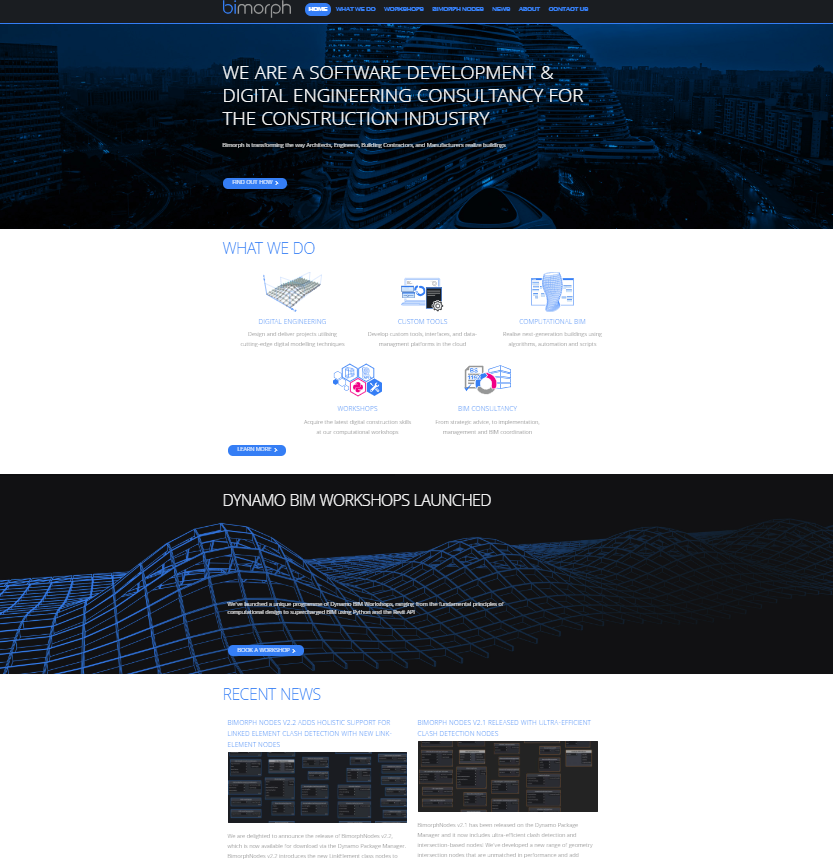 bimorph
HOME WHAT WE DO WORKSHOPS BIMORPH NODES NEWS ABOUT CONTACT US
WE ARE A SOFTWARE DEVELOPMENT &
DIGITAL ENGINEERING CONSULTANCY FOR
THE CONSTRUCTION INDUSTRY
Bimorph is transforming the way Architects, Engineers, Building Contractors, and Manufacturers realise buildings
FIND OUT HOW
WHAT WE DO
DIGITAL ENGINEERING
Design and deliver projects utilising
cutting-edge digital modelling techniques
CUSTOM TOOLS
Develop custom tools, interfaces, and data-
managment platforms in the cloud
COMPUTATIONAL BIM
Realise next-generation buildings using
algorithms, automation and scripts
WORKSHOPS
Acquire the latest digital construction skills
at our computational workshops
BIM CONSULTANCY
From strategic advice, to implementation,
management and BIM coordination
LEARN MORE
DYNAMO BIM WORKSHOPS LAUNCHED
We've launched a unique programme of Dynamo BIM Workshops, ranging from the fundamental principles of
computational design to supercharged BIM using Python and the Revit API
BOOK A WORKSHOP
RECENT NEWS
BIMORPH NODES V2.2 ADDS HOLISTIC SUPPORT FOR
LINKED ELEMENT CLASH DETECTION WITH NEW LINK-
ELEMENT NODES
We are delighted to announce the release of BimorphNodes v2.2,
which is now available for download via the Dynamo Package Manager.
BimorphNodes v2.2 introduces the new LinkElement class nodes to
BIMORPH NODES V2.1 RELEASED WITH ULTRA-EFFICIENT
CLASH DETECTION NODES
BimorphNodes v2.1 has been released on the Dynamo Package
Manager and it now includes ultra-efficient clash detection and
intersection-based nodes. We've developed a new range of geometry
intersection nodes that are unmatched in performance and add